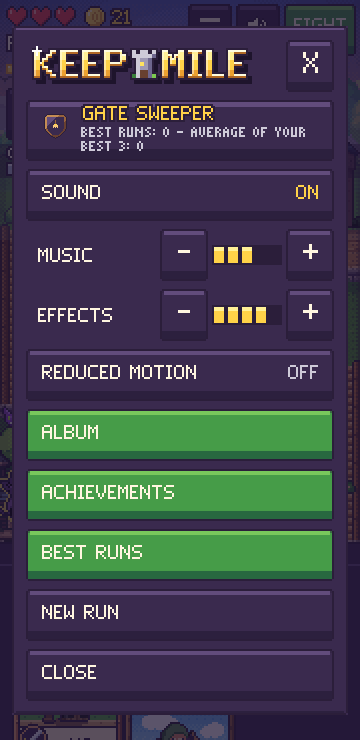 21
FIGHT
KEEP MILE
X
GATE SWEEPER
BEST RUNS: 0 - AVERAGE OF YOUR
BEST 3: 0
SOUND ON
MUSIC - +
EFFECTS - +
REDUCED MOTION OFF
ALBUM
ACHIEVEMENTS
BEST RUNS
NEW RUN
CLOSE